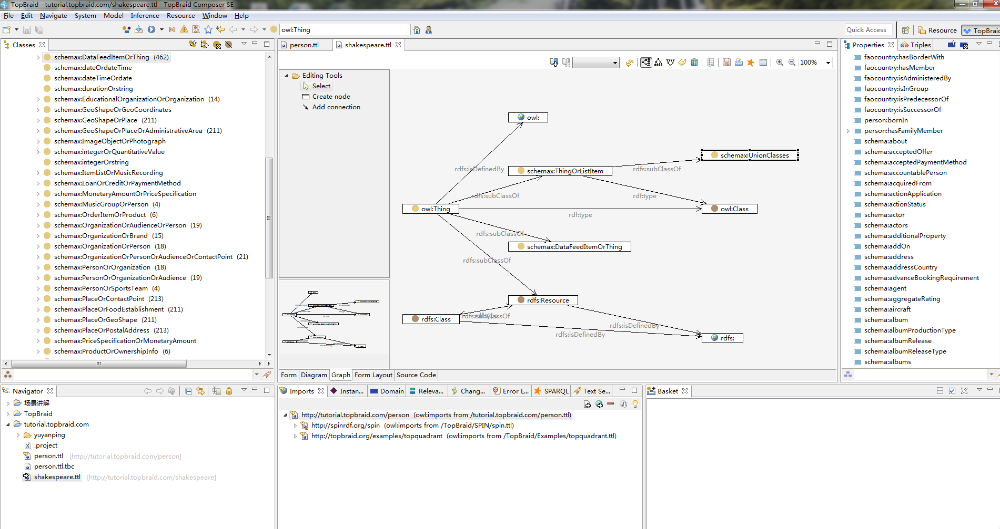 TopBraid - tutorial.topbraid.com/shakespeare.ttl - TopBraid Composer SE
File Edit Navigate System Model Inference Resource Window Help
owl:Thing
Quick Access
Resource
TopBraid
Classes
schemax:DataFeedItemOrThing (462)
schemax:dateOrdateTime
schemax:dateTimeOrdate
schemax:durationOrstring
schemax:EducationalOrganizationOrOrganization (14)
schemax:GeoShapeOrGeoCoordinates
schemax:GeoShapeOrPlace (211)
schemax:GeoShapeOrPlaceOrAdministrativeArea (211)
schemax:ImageObjectOrPhotograph
schemax:integerOrQuantitativeValue
schemax:integerOrstring
schemax:ItemListOrMusicRecording
schemax:LoanOrCreditOrPaymentMethod
schemax:MonetaryAmountOrPriceSpecification
schemax:MusicGroupOrPerson (4)
schemax:OrderItemOrProduct (6)
schemax:OrganizationOrAudienceOrPerson (19)
schemax:OrganizationOrBrand (15)
schemax:OrganizationOrPerson (18)
schemax:OrganizationOrPersonOrAudienceOrContactPoint (21)
schemax:PersonOrOrganization (18)
schemax:PersonOrOrganizationOrAudience (19)
schemax:PersonOrSportsTeam (4)
schemax:PlaceOrContactPoint (213)
schemax:PlaceOrFoodEstablishment (211)
schemax:PlaceOrGeoShape (211)
schemax:PlaceOrPostalAddress (213)
schemax:PriceSpecificationOrMonetaryAmount
schemax:ProductOrOwnershipInfo (6)
person.ttl
shakespeare.ttl
100%
Editing Tools
Select
Create node
Add connection
owl:
schemax:UnionClasses
rdfs:isDefinedBy
schemax:ThingOrListItem
rdfs:subClassOf
rdfs:subClassOf
rdf:type
owl:Thing
owl:Class
rdf:type
rdfs:subClassOf
schemax:DataFeedItemOrThing
rdfs:subClassOf
rdfs:Resource
rdfs:Class
rdfs:subClassOf
rdf:type
rdfs:isDefinedBy
rdfs:isDefinedBy
rdfs:
Form Diagram Graph Form Layout Source Code
Properties
Triples
faocountry:hasBorderWith
faocountry:hasMember
faocountry:isAdministeredBy
faocountry:isInGroup
faocountry:isPredecessorOf
faocountry:isSuccessorOf
person:bornIn
person:hasFamilyMember
schema:about
schema:acceptedOffer
schema:acceptedPaymentMethod
schema:accountablePerson
schema:acquiredFrom
schema:actionApplication
schema:actionStatus
schema:actor
schema:actors
schema:additionalProperty
schema:addOn
schema:address
schema:addressCountry
schema:advanceBookingRequirement
schema:agent
schema:aggregateRating
schema:aircraft
schema:album
schema:albumProductionType
schema:albumRelease
schema:albumReleaseType
schema:albums
Navigator
场景讲解
TopBraid
tutorial.topbraid.com
yuyanping
.project
person.ttl [http://tutorial.topbraid.com/person]
person.ttl.tbc
shakespeare.ttl [http://tutorial.topbraid.com/shakespeare]
Imports Instan... Domain Releva... Chang... Error L... SPARQL Text Se...
http://tutorial.topbraid.com/person (owl:imports from /tutorial.topbraid.com/person.ttl)
http://spinrdf.org/spin (owl:imports from /TopBraid/SPIN/spin.ttl)
http://topbraid.org/examples/topquadrant (owl:imports from /TopBraid/Examples/topquadrant.ttl)
Basket